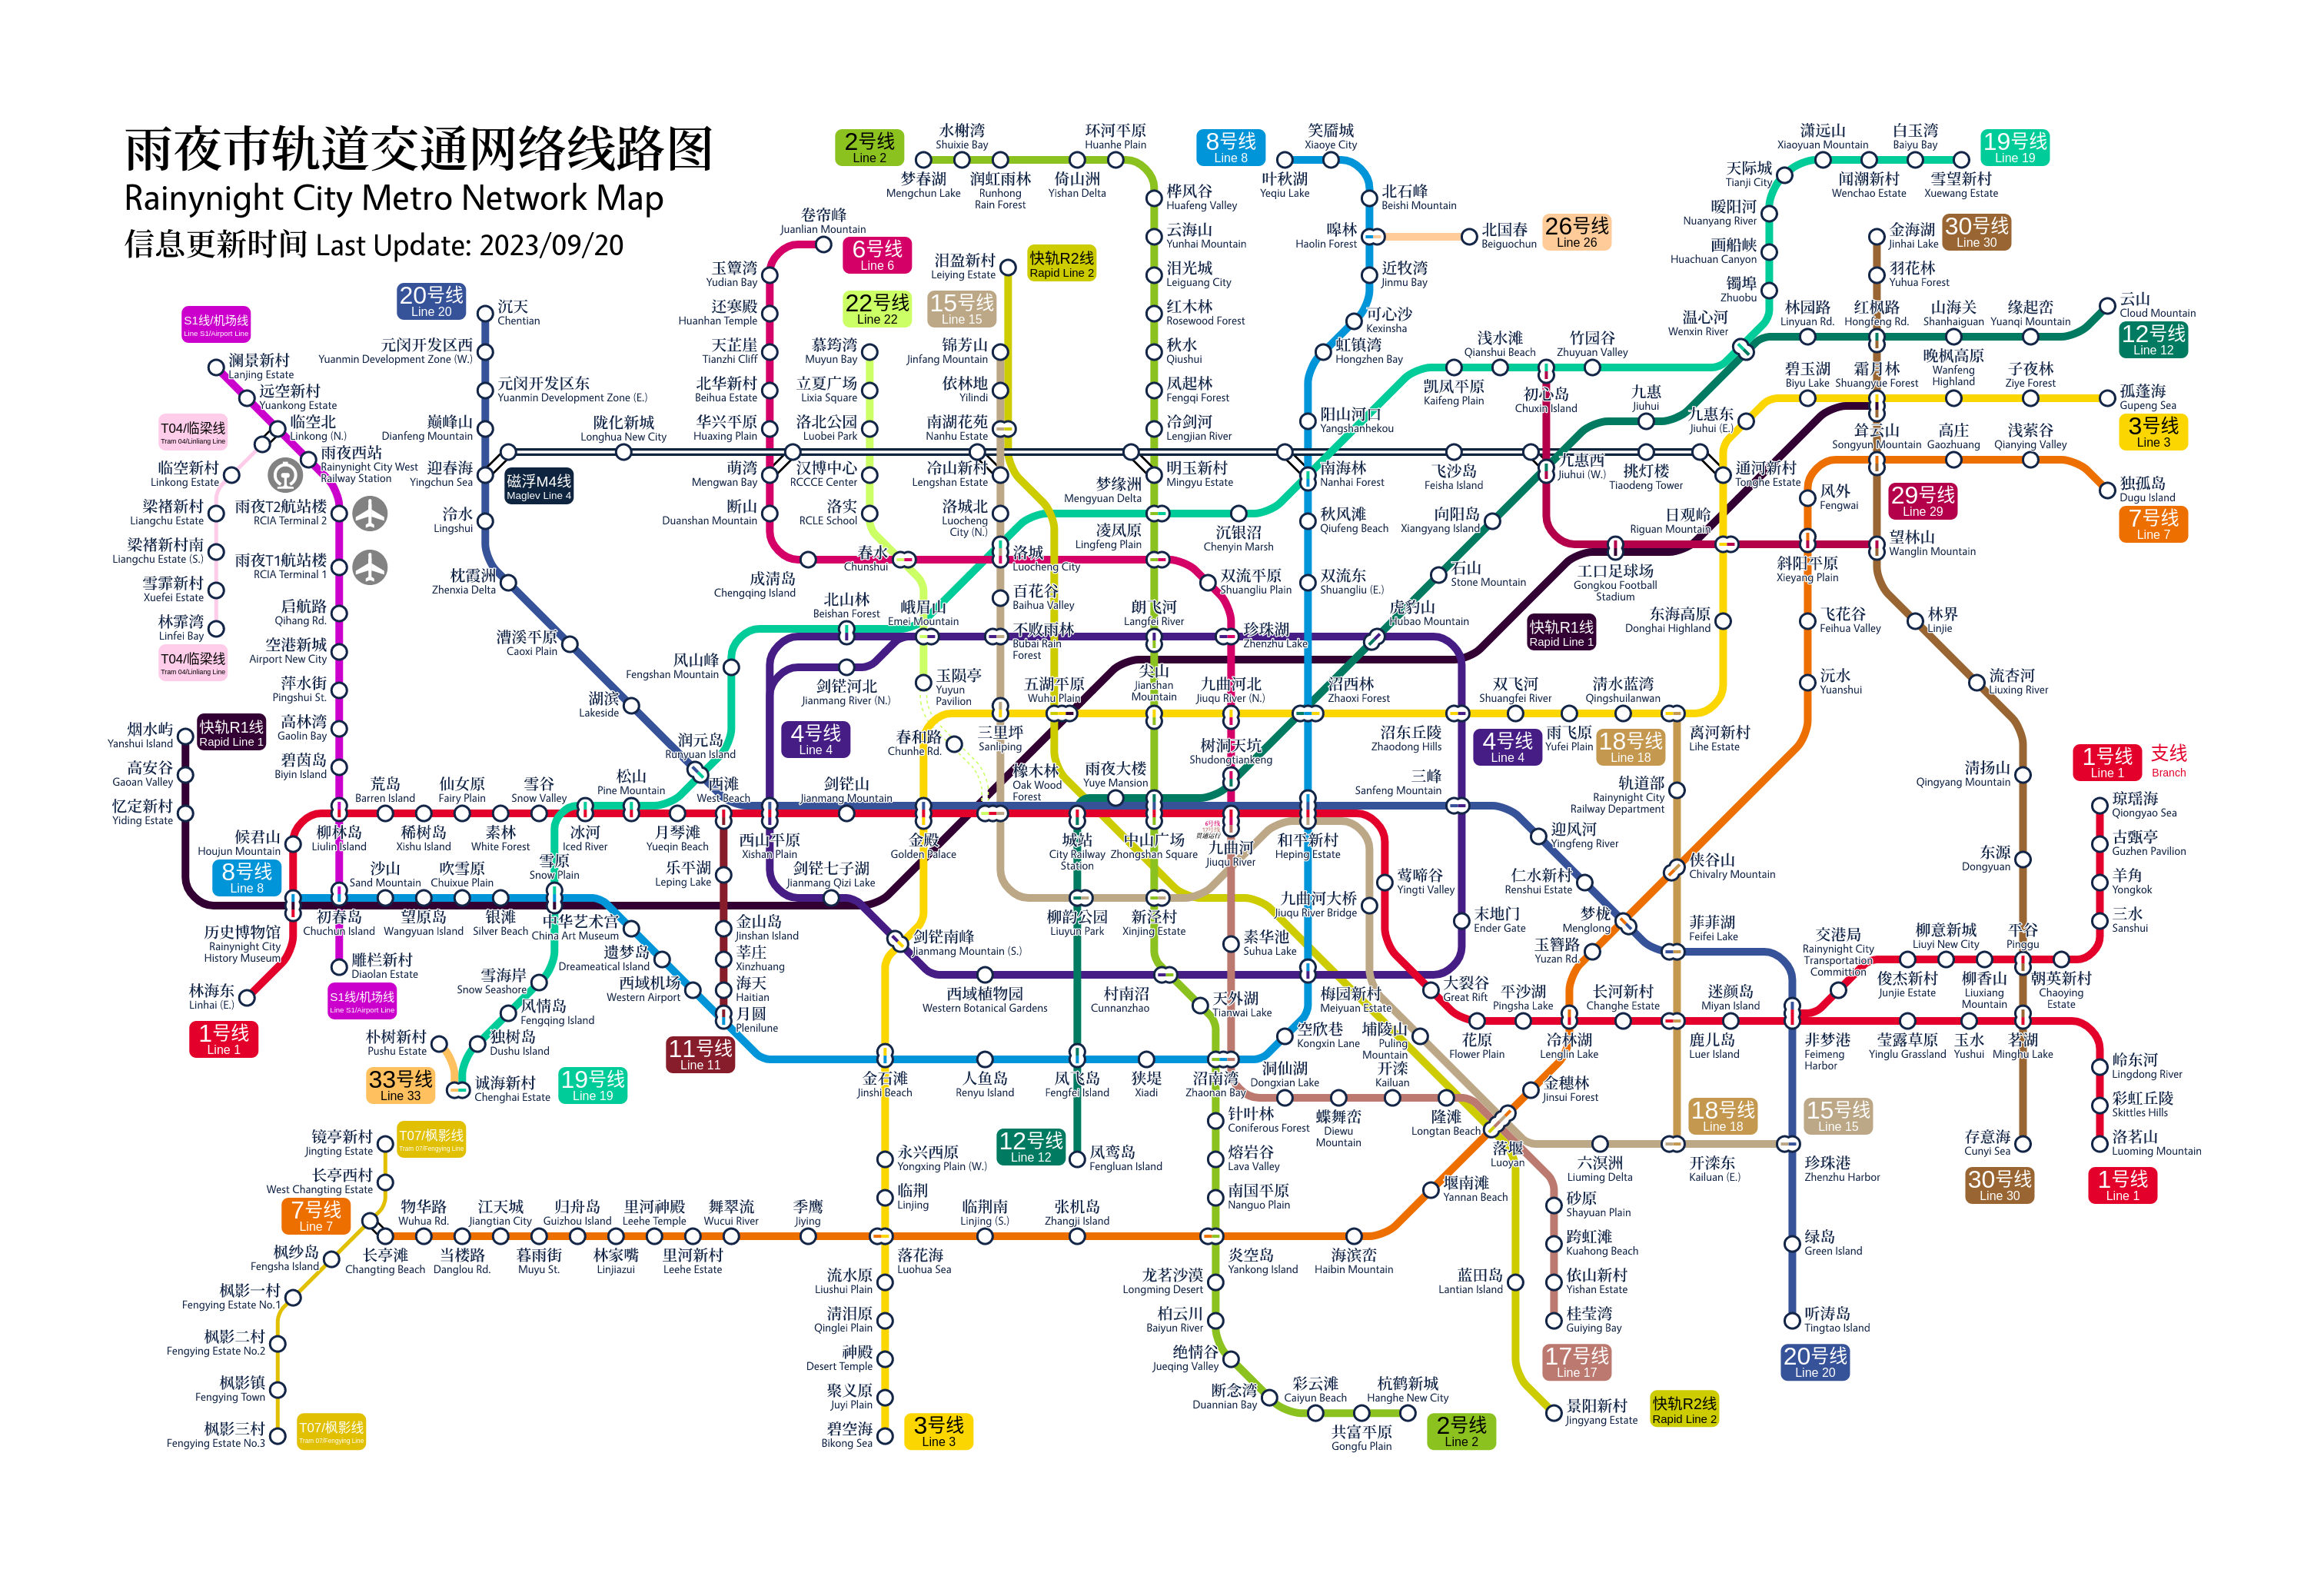 雨夜市轨道交通网络线路图
Rainynight City Metro Network Map
信息更新时间 Last Update: 2023/09/20
2号线
Line 2
水榭湾
Shuixie Bay
环河平原
Huanhe Plain
梦春湖
Mengchun Lake
润虹雨林
Runhong
Rain Forest
倚山洲
Yishan Delta
8号线
Line 8
笑靥城
Xiaoye City
叶秋湖
Yeqiu Lake
潇远山
Xiaoyuan Mountain
白玉湾
Baiyu Bay
19号线
Line 19
天际城
Tianji City
闻潮新村
Wenchao Estate
雪望新村
Xuewang Estate
桦风谷
Huafeng Valley
北石峰
Beishi Mountain
暖阳河
Nuanyang River
卷帘峰
Juanlian Mountain
6号线
Line 6
云海山
Yunhai Mountain
嗥林
Haolin Forest
北国春
Beiguochun
26号线
Line 26
画船峡
Huachuan Canyon
金海湖
Jinhai Lake
30号线
Line 30
玉簟湾
Yudian Bay
泪盈新村
Leiying Estate
快轨R2线
Rapid Line 2
泪光城
Leiguang City
近牧湾
Jinmu Bay
镯埠
Zhuobu
羽花林
Yuhua Forest
20号线
Line 20
沉天
Chentian
还寒殿
Huanhan Temple
22号线
Line 22
15号线
Line 15
红木林
Rosewood Forest
可心沙
Kexinsha
温心河
Wenxin River
林园路
Linyuan Rd.
红枫路
Hongfeng Rd.
山海关
Shanhaiguan
缘起峦
Yuanqi Mountain
云山
Cloud Mountain
12号线
Line 12
S1线/机场线
Line S1/Airport Line
元闵开发区西
Yuanmin Development Zone (W.)
天芷崖
Tianzhi Cliff
慕筠湾
Muyun Bay
锦芳山
Jinfang Mountain
秋水
Qiushui
虹镇湾
Hongzhen Bay
浅水滩
Qianshui Beach
竹园谷
Zhuyuan Valley
澜景新村
Lanjing Estate
远空新村
Yuankong Estate
元闵开发区东
Yuanmin Development Zone (E.)
北华新村
Beihua Estate
立夏广场
Lixia Square
依林地
Yilindi
凤起林
Fengqi Forest
凯风平原
Kaifeng Plain
初心岛
Chuxin Island
九惠
Jiuhui
碧玉湖
Biyu Lake
霜月林
Shuangyue Forest
晚枫高原
Wanfeng
Highland
子夜林
Ziye Forest
孤蓬海
Gupeng Sea
3号线
Line 3
T04/临梁线
Tram 04/Linliang Line
临空北
Linkong (N.)
巅峰山
Dianfeng Mountain
陇化新城
Longhua New City
华兴平原
Huaxing Plain
洛北公园
Luobei Park
南湖花苑
Nanhu Estate
冷剑河
Lengjian River
阳山河口
Yangshanhekou
九惠东
Jiuhui (E.)
耸云山
Songyun Mountain
高庄
Gaozhuang
浅萦谷
Qianying Valley
临空新村
Linkong Estate
雨夜西站
Rainynight City West
Railway Station
迎春海
Yingchun Sea
磁浮M4线
Maglev Line 4
萌湾
Mengwan Bay
汉博中心
RCCCE Center
冷山新村
Lengshan Estate
明玉新村
Mingyu Estate
南海林
Nanhai Forest
飞沙岛
Feisha Island
九惠西
Jiuhui (W.)
挑灯楼
Tiaodeng Tower
通河新村
Tonghe Estate
风外
Fengwai
29号线
Line 29
独孤岛
Dugu Island
7号线
Line 7
梁褚新村
Liangchu Estate
雨夜T2航站楼
RCIA Terminal 2
泠水
Lingshui
断山
Duanshan Mountain
洛实
RCLE School
洛城北
Luocheng
City (N.)
梦缘洲
Mengyuan Delta
沉银沼
Chenyin Marsh
秋风滩
Qiufeng Beach
向阳岛
Xiangyang Island
日观岭
Riguan Mountain
梁褚新村南
Liangchu Estate (S.)
雨夜T1航站楼
RCIA Terminal 1
枕霞洲
Zhenxia Delta
成清岛
Chengqing Island
春水
Chunshui
洛城
Luocheng City
凌凤原
Lingfeng Plain
双流平原
Shuangliu Plain
双流东
Shuangliu (E.)
石山
Stone Mountain
工口足球场
Gongkou Football
Stadium
斜阳平原
Xieyang Plain
望林山
Wanglin Mountain
雪霏新村
Xuefei Estate
启航路
Qihang Rd.
北山林
Beishan Forest
峨眉山
Emei Mountain
百花谷
Baihua Valley
朗飞河
Langfei River
虎豹山
Hubao Mountain
快轨R1线
Rapid Line 1
东海高原
Donghai Highland
飞花谷
Feihua Valley
林界
Linjie
林霏湾
Linfei Bay
T04/临梁线
Tram 04/Linliang Line
空港新城
Airport New City
漕溪平原
Caoxi Plain
风山峰
Fengshan Mountain
不败雨林
Bubai Rain
Forest
珍珠湖
Zhenzhu Lake
萍水街
Pingshui St.
湖滨
Lakeside
剑铓河北
Jianmang River (N.)
玉陨亭
Yuyun
Pavilion
五湖平原
Wuhu Plain
尖山
Jianshan
Mountain
九曲河北
Jiuqu River (N.)
沼西林
Zhaoxi Forest
双飞河
Shuangfei River
清水蓝湾
Qingshuilanwan
沅水
Yuanshui
流杏河
Liuxing River
烟水屿
Yanshui Island
快轨R1线
Rapid Line 1
高林湾
Gaolin Bay
润元岛
Runyuan Island
4号线
Line 4
春和路
Chunhe Rd.
三里坪
Sanliping
树洞天坑
Shudongtiankeng
沼东丘陵
Zhaodong Hills
4号线
Line 4
雨飞原
Yufei Plain
18号线
Line 18
离河新村
Lihe Estate
高安谷
Gaoan Valley
碧茵岛
Biyin Island
荒岛
Barren Island
仙女原
Fairy Plain
雪谷
Snow Valley
松山
Pine Mountain
西滩
West Beach
剑铓山
Jianmang Mountain
橡木林
Oak Wood
Forest
雨夜大楼
Yuye Mansion
三峰
Sanfeng Mountain
轨道部
Rainynight City
Railway Department
清扬山
Qingyang Mountain
1号线
Line 1
支线
Branch
忆定新村
Yiding Estate
候君山
Houjun Mountain
柳林岛
Liulin Island
稀树岛
Xishu Island
素林
White Forest
冰河
Iced River
月琴滩
Yueqin Beach
西山平原
Xishan Plain
金殿
Golden Palace
城站
City Railway
Station
中山广场
Zhongshan Square
九曲河
Jiuqu River
和平新村
Heping Estate
迎风河
Yingfeng River
琼瑶海
Qiongyao Sea
古甄亭
Guzhen Pavilion
8号线
Line 8
沙山
Sand Mountain
吹雪原
Chuixue Plain
雪原
Snow Plain
乐平湖
Leping Lake
剑铓七子湖
Jianmang Qizi Lake
九曲河大桥
Jiuqu River Bridge
莺啼谷
Yingti Valley
仁水新村
Renshui Estate
侠谷山
Chivalry Mountain
东源
Dongyuan
羊角
Yongkok
历史博物馆
Rainynight City
History Museum
初春岛
Chuchun Island
望原岛
Wangyuan Island
银滩
Silver Beach
中华艺术宫
China Art Museum
金山岛
Jinshan Island
剑铓南峰
Jianmang Mountain (S.)
柳韵公园
Liuyun Park
新泾村
Xinjing Estate
素华池
Suhua Lake
末地门
Ender Gate
梦栊
Menglong
菲菲湖
Feifei Lake
交港局
Rainynight City
Transportation
Committion
柳意新城
Liuyi New City
平谷
Pinggu
三水
Sanshui
林海东
Linhai (E.)
雕栏新村
Diaolan Estate
遗梦岛
Dreameatical Island
莘庄
Xinzhuang
玉簪路
Yuzan Rd.
俊杰新村
Junjie Estate
柳香山
Liuxiang
Mountain
朝英新村
Chaoying
Estate
S1线/机场线
Line S1/Airport Line
雪海岸
Snow Seashore
西域机场
Western Airport
海天
Haitian
西域植物园
Western Botanical Gardens
村南沼
Cunnanzhao
天外湖
Tianwai Lake
梅园新村
Meiyuan Estate
大裂谷
Great Rift
平沙湖
Pingsha Lake
长河新村
Changhe Estate
迷颜岛
Miyan Island
1号线
Line 1
风情岛
Fengqing Island
月圆
Plenilune
空欣巷
Kongxin Lane
埔陵山
Puling
Mountain
花原
Flower Plain
冷林湖
Lenglin Lake
鹿儿岛
Luer Island
非梦港
Feimeng
Harbor
莹露草原
Yinglu Grassland
玉水
Yushui
茗湖
Minghu Lake
朴树新村
Pushu Estate
独树岛
Dushu Island
11号线
Line 11
岭东河
Lingdong River
33号线
Line 33
诚海新村
Chenghai Estate
19号线
Line 19
金石滩
Jinshi Beach
人鱼岛
Renyu Island
凤飞岛
Fengfei Island
狭堤
Xiadi
沼南湾
Zhaonan Bay
洞仙湖
Dongxian Lake
开滦
Kailuan
金穗林
Jinsui Forest
彩虹丘陵
Skittles Hills
镜亭新村
Jingting Estate
T07/枫影线
Tram 07/Fengying Line
12号线
Line 12
针叶林
Coniferous Forest
蝶舞峦
Diewu
Mountain
隆滩
Longtan Beach
落堰
Luoyan
18号线
Line 18
15号线
Line 15
长亭西村
West Changting Estate
永兴西原
Yongxing Plain (W.)
凤鸾岛
Fengluan Island
熔岩谷
Lava Valley
六溟洲
Liuming Delta
开滦东
Kailuan (E.)
珍珠港
Zhenzhu Harbor
存意海
Cunyi Sea
洛茗山
Luoming Mountain
7号线
Line 7
物华路
Wuhua Rd.
江天城
Jiangtian City
归舟岛
Guizhou Island
里河神殿
Leehe Temple
舞翠流
Wucui River
季鹰
Jiying
临荆
Linjing
临荆南
Linjing (S.)
张机岛
Zhangji Island
南国平原
Nanguo Plain
堰南滩
Yannan Beach
砂原
Shayuan Plain
30号线
Line 30
1号线
Line 1
枫纱岛
Fengsha Island
长亭滩
Changting Beach
当楼路
Danglou Rd.
暮雨街
Muyu St.
林家嘴
Linjiazui
里河新村
Leehe Estate
落花海
Luohua Sea
炎空岛
Yankong Island
海滨峦
Haibin Mountain
跨虹滩
Kuahong Beach
绿岛
Green Island
枫影一村
Fengying Estate No.1
流水原
Liushui Plain
龙茗沙漠
Longming Desert
蓝田岛
Lantian Island
依山新村
Yishan Estate
枫影二村
Fengying Estate No.2
清泪原
Qinglei Plain
柏云川
Baiyun River
桂莹湾
Guiying Bay
听涛岛
Tingtao Island
枫影镇
Fengying Town
神殿
Desert Temple
绝情谷
Jueqing Valley
17号线
Line 17
20号线
Line 20
聚义原
Juyi Plain
断念湾
Duannian Bay
彩云滩
Caiyun Beach
杭鹤新城
Hanghe New City
景阳新村
Jingyang Estate
快轨R2线
Rapid Line 2
枫影三村
Fengying Estate No.3
T07/枫影线
Tram 07/Fengying Line
碧空海
Bikong Sea
3号线
Line 3
共富平原
Gongfu Plain
2号线
Line 2